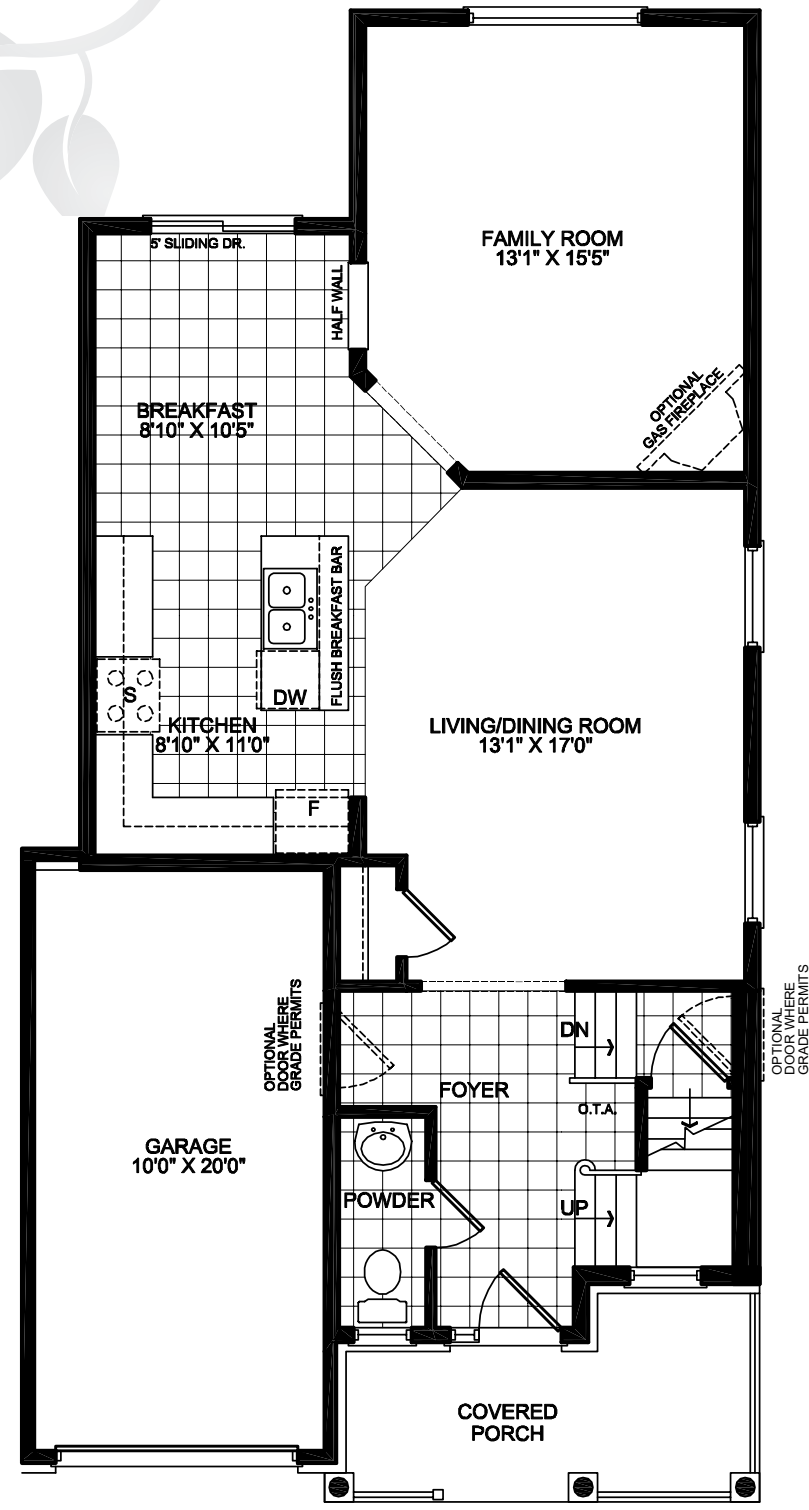 FAMILY ROOM
13'1" X 15'5"
5' SLIDING DR.
HALF WALL
OPTIONAL
GAS FIREPLACE
BREAKFAST
8'10" X 10'5"
FLUSH BREAKFAST BAR
S
DW
KITCHEN
8'10" X 11'0"
LIVING/DINING ROOM
13'1" X 17'0"
F
OPTIONAL
DOOR WHERE
GRADE PERMITS
DN
OPTIONAL
DOOR WHERE
GRADE PERMITS
FOYER
O.T.A.
GARAGE
10'0" X 20'0"
POWDER
UP
COVERED
PORCH